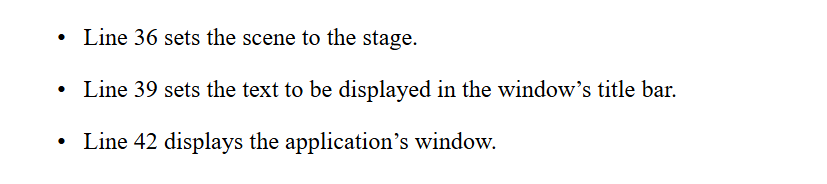 • Line 36 sets the scene to the stage.
• Line 39 sets the text to be displayed in the window’s title bar.
• Line 42 displays the application’s window.